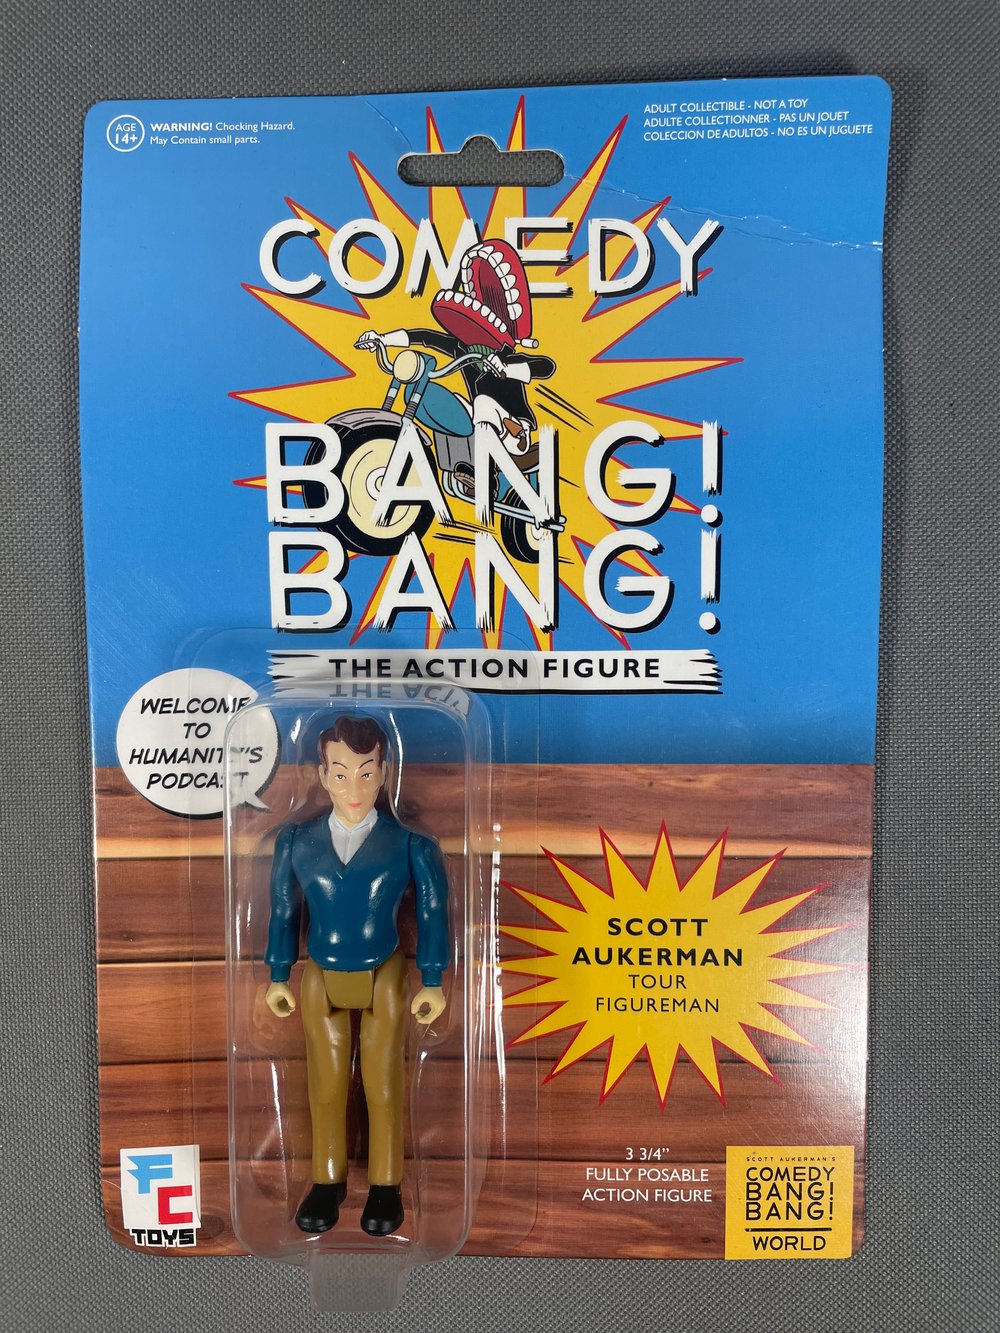 AGE
14+
WARNING! Chocking Hazard.
May Contain small parts.
ADULT COLLECTIBLE - NOT A TOY
ADULTE COLLECTIONNER - PAS UN JOUET
COLECCION DE ADULTOS - NO ES UN JUGUETE
COMEDY
BANG!
BANG!
THE ACTION FIGURE
WELCOME
TO
HUMANITY'S
PODCAST
SCOTT
AUKERMAN
TOUR
FIGUREMAN
3 3/4"
FULLY POSABLE
ACTION FIGURE
FC
TOYS
SCOTT AUKERMAN'S
COMEDY
BANG!
BANG!
WORLD